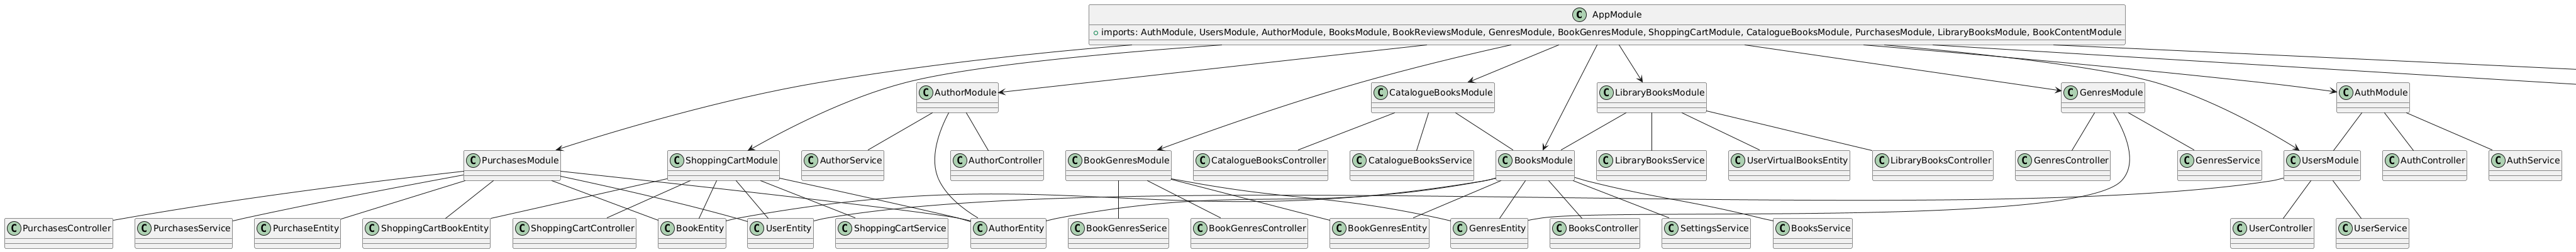 C AppModule
imports: AuthModule, UsersModule, AuthorModule, BooksModule, BookReviewsModule, GenresModule, BookGenresModule, ShoppingCartModule, CatalogueBooksModule, PurchasesModule, LibraryBooksModule, BookContentModule
C AuthorModule
C CatalogueBooksModule
C LibraryBooksModule
C GenresModule
C AuthModule
C PurchasesModule
C ShoppingCartModule
C AuthorService
C AuthorController
C BookGenresModule
C CatalogueBooksController
C CatalogueBooksService
C BooksModule
C LibraryBooksService
C UserVirtualBooksEntity
C LibraryBooksController
C GenresController
C GenresService
C UsersModule
C AuthController
C AuthService
C PurchasesController
C PurchasesService
C PurchaseEntity
C ShoppingCartBookEntity
C ShoppingCartController
C BookEntity
C UserEntity
C ShoppingCartService
C AuthorEntity
C BookGenresSerice
C BookGenresController
C BookGenresEntity
C GenresEntity
C BooksController
C SettingsService
C BooksService
C UserController
C UserService